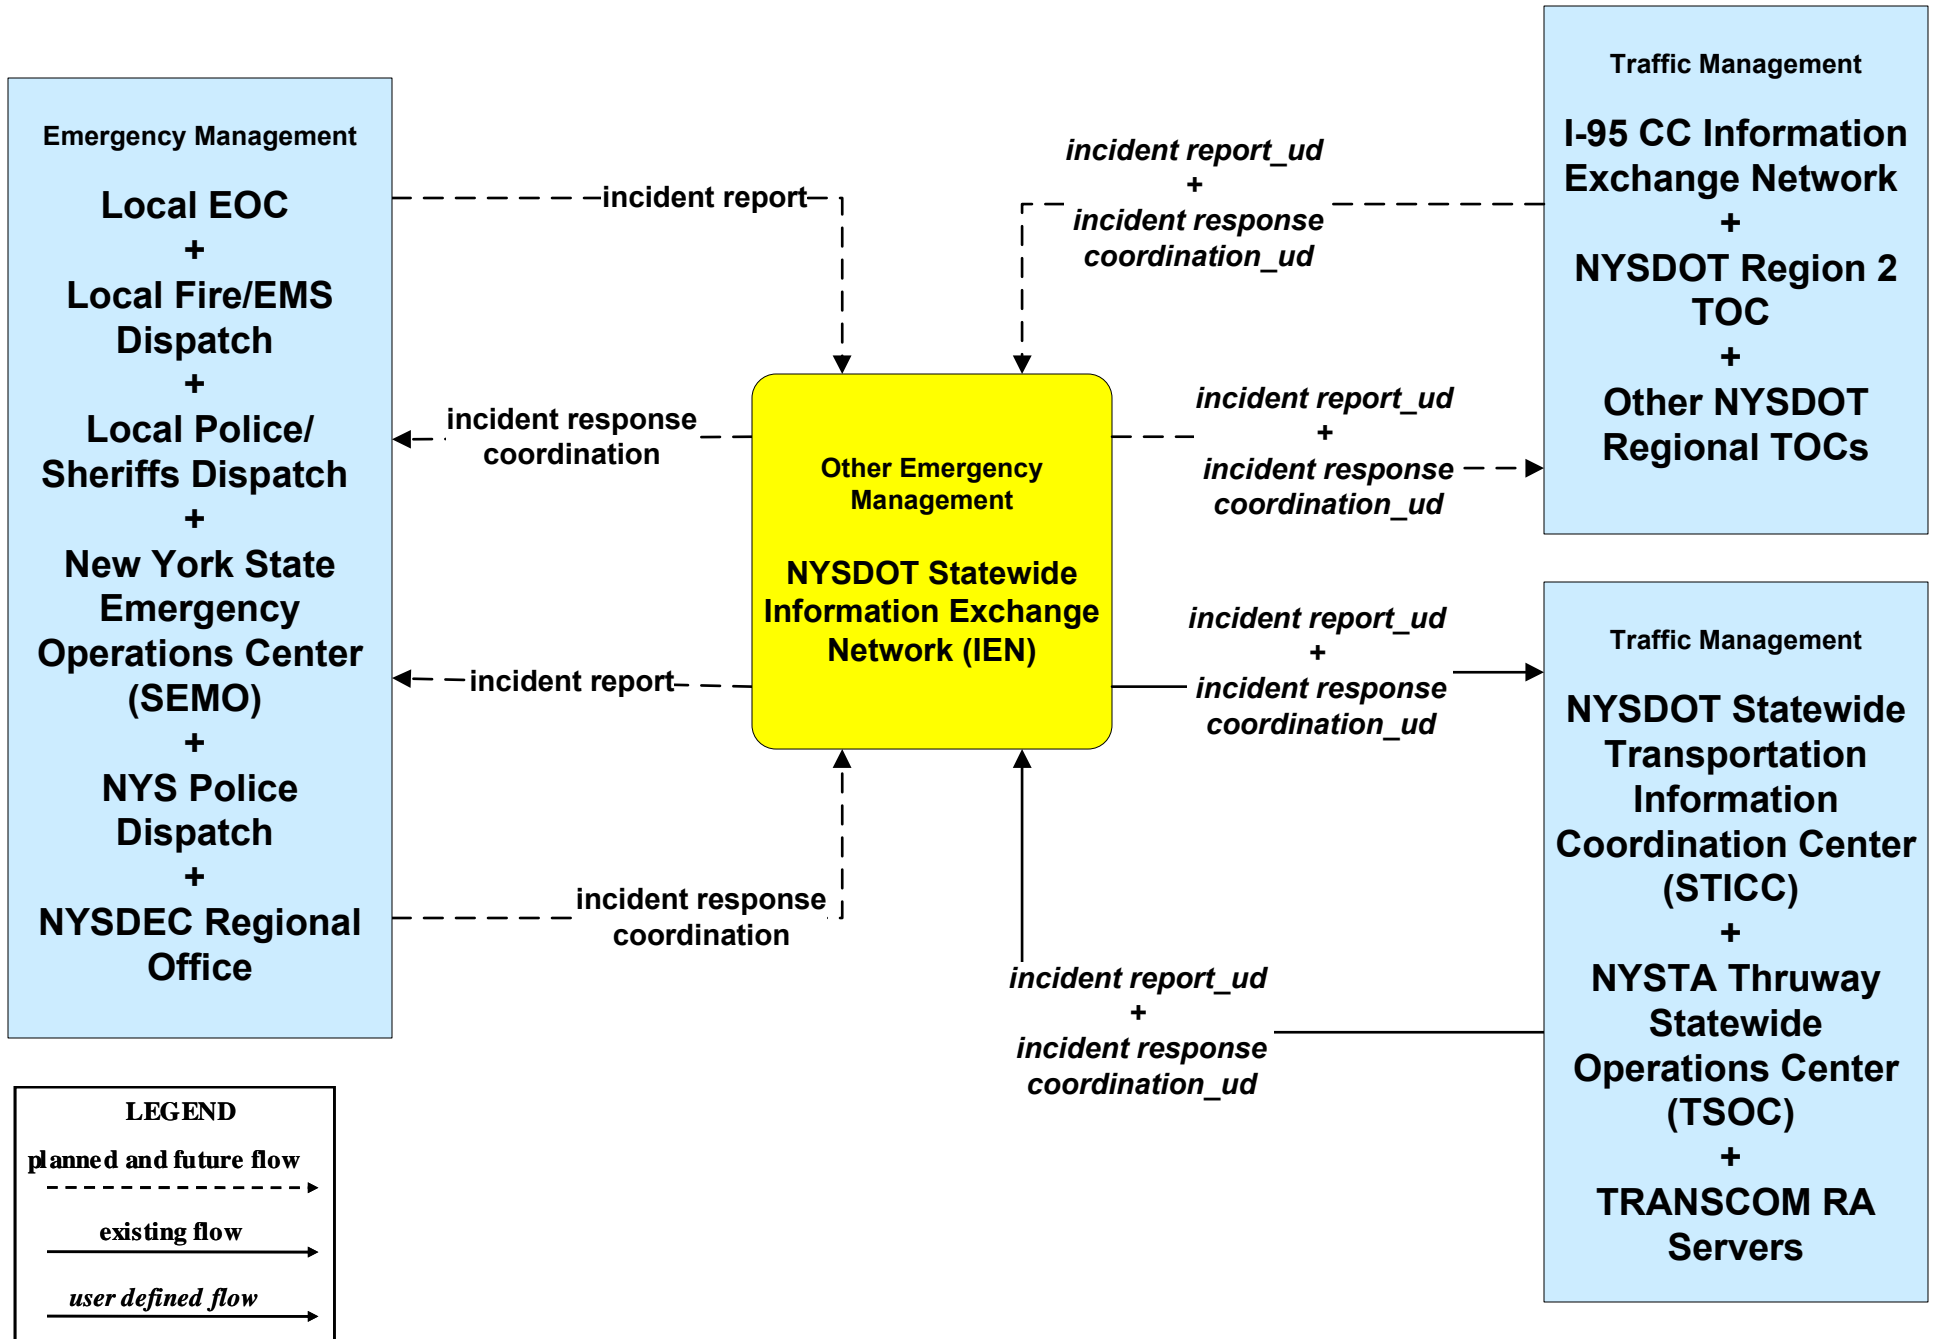 Emergency Management
Local EOC
+
Local Fire/EMS
Dispatch
+
Local Police/
Sheriffs Dispatch
+
New York State
Emergency
Operations Center
(SEMO)
+
NYS Police
Dispatch
+
NYSDEC Regional
Office
incident report
incident response
coordination
incident report
incident response
coordination
Other Emergency
Management
NYSDOT Statewide
Information Exchange
Network (IEN)
incident report_ud
+
incident response
coordination_ud
incident report_ud
+
incident response
coordination_ud
incident report_ud
+
incident response
coordination_ud
incident report_ud
+
incident response
coordination_ud
Traffic Management
I-95 CC Information
Exchange Network
+
NYSDOT Region 2
TOC
+
Other NYSDOT
Regional TOCs
Traffic Management
NYSDOT Statewide
Transportation
Information
Coordination Center
(STICC)
+
NYSTA Thruway
Statewide
Operations Center
(TSOC)
+
TRANSCOM RA
Servers
LEGEND
planned and future flow
existing flow
user defined flow